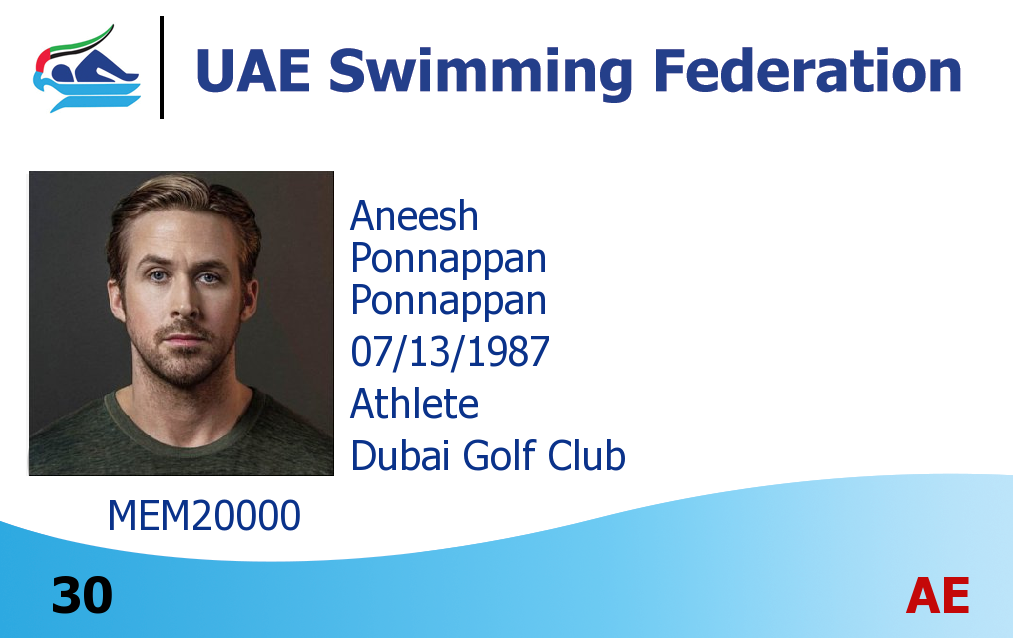 UAE Swimming Federation
Aneesh
Ponnappan
Ponnappan
07/13/1987
Athlete
Dubai Golf Club
MEM20000
30
AE